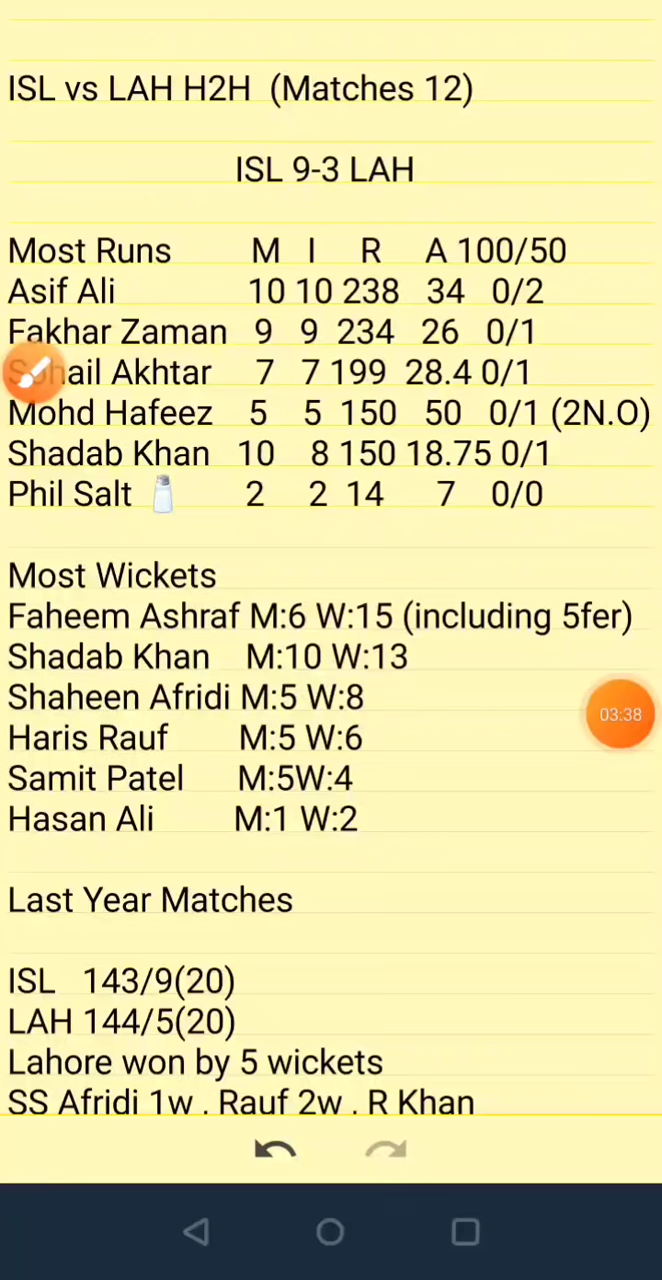 ISL vs LAH H2H (Matches 12)
ISL 9-3 LAH
Most Runs M I R A 100/50
Asif Ali 10 10 238 34 0/2
Fakhar Zaman 9 9 234 26 0/1
Sohail Akhtar 7 7 199 28.4 0/1
Mohd Hafeez 5 5 150 50 0/1 (2N.O)
Shadab Khan 10 8 150 18.75 0/1
Phil Salt 🧂 2 2 14 7 0/0
Most Wickets
Faheem Ashraf M:6 W:15 (including 5fer)
Shadab Khan M:10 W:13
Shaheen Afridi M:5 W:8
03:38
Haris Rauf M:5 W:6
Samit Patel M:5W:4
Hasan Ali M:1 W:2
Last Year Matches
ISL 143/9(20)
LAH 144/5(20)
Lahore won by 5 wickets
SS Afridi 1w , Rauf 2w , R Khan